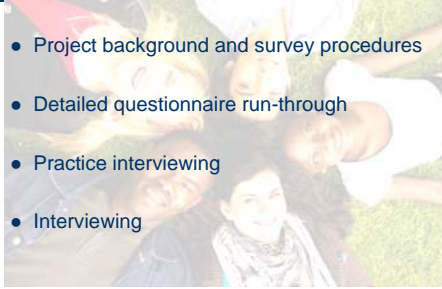 ● Project background and survey procedures
● Detailed questionnaire run-through
● Practice interviewing
● Interviewing